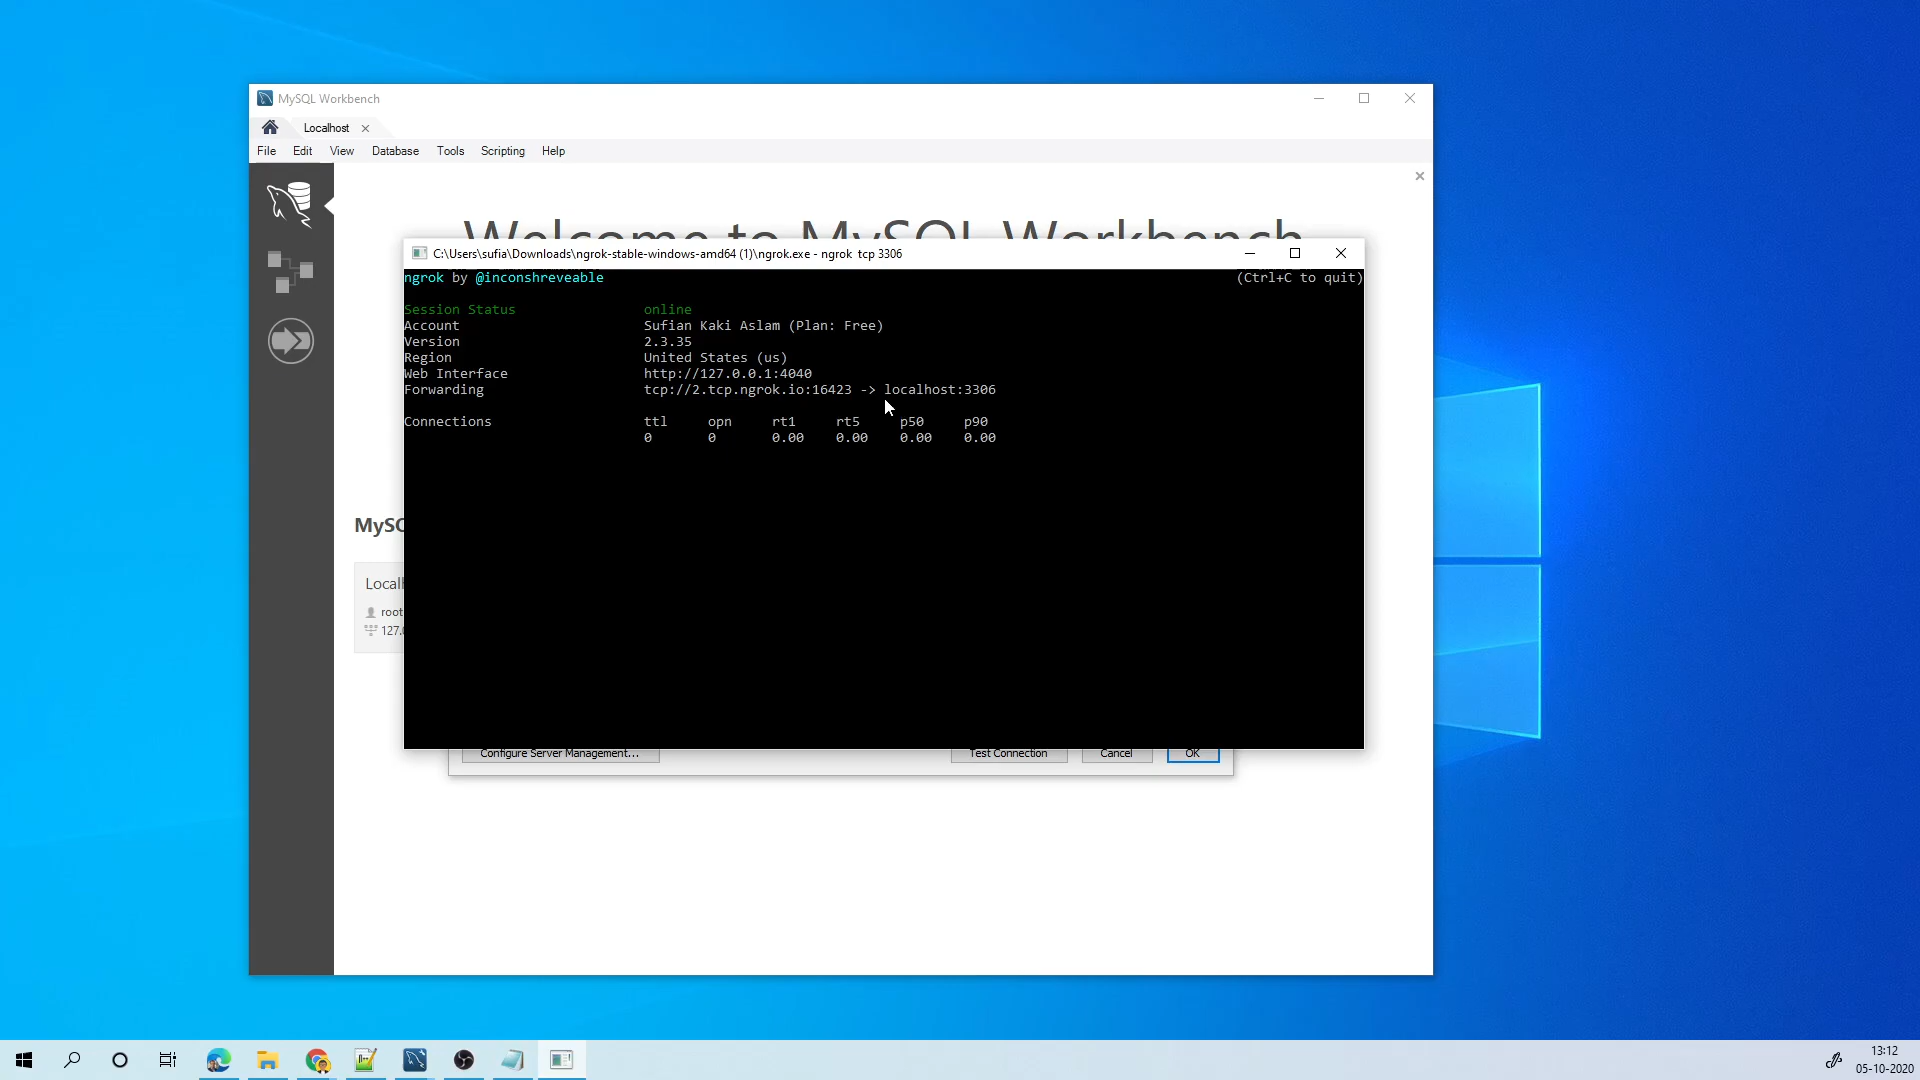 MySQL Workbench
Localhost
File Edit View Database Tools Scripting Help
Welcome to MySQL Workbench
C:\Users\sufia\Downloads\ngrok-stable-windows-amd64 (1)\ngrok.exe - ngrok tcp 3306
ngrok by @inconshreveable (Ctrl+C to quit)
Session Status online
Account Sufian Kaki Aslam (Plan: Free)
Version 2.3.35
Region United States (us)
Web Interface http://127.0.0.1:4040
Forwarding tcp://2.tcp.ngrok.io:16423 -> localhost:3306
Connections ttl opn rt1 rt5 p50 p90
0 0 0.00 0.00 0.00 0.00
MySQ
Local
root
127.
Configure Server Management... Test Connection Cancel OK
13:12
05-10-2020